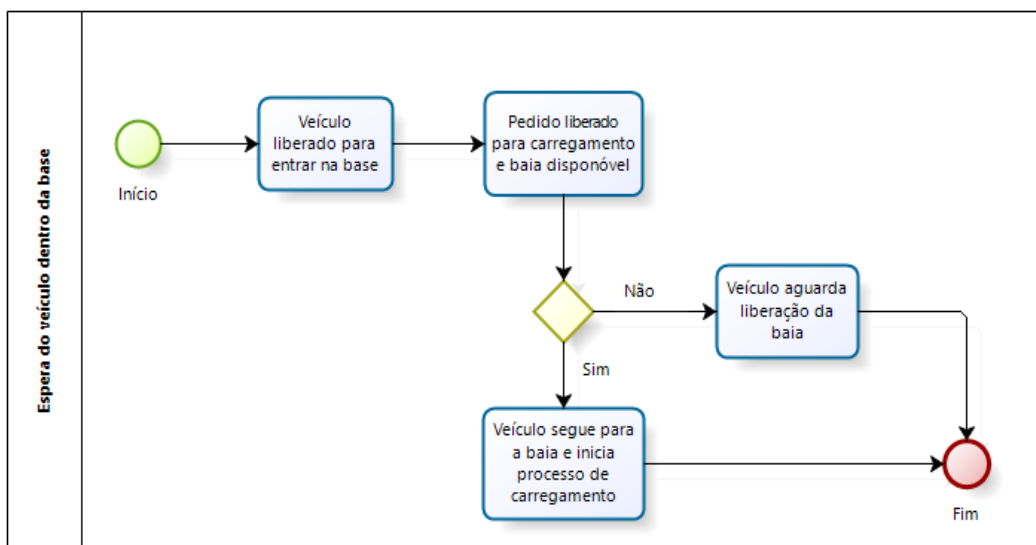 Espera do veículo dentro da base
Início
Veículo
liberado para
entrar na base
Pedido liberado
para carregamento
e baia disponóvel
Não
Veículo aguarda
liberação da
baia
Sim
Veículo segue para
a baia e inicia
processo de
carregamento
Fim